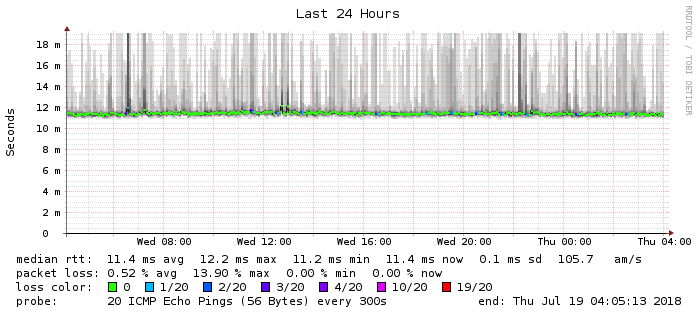 Last 24 Hours
RRDTOOL / TOBI OETIKER
Seconds
18 m
16 m
14 m
12 m
10 m
8 m
6 m
4 m
2 m
0
Wed 08:00 Wed 12:00 Wed 16:00 Wed 20:00 Thu 00:00 Thu 04:00
median rtt: 11.4 ms avg 12.2 ms max 11.2 ms min 11.4 ms now 0.1 ms sd 105.7 am/s
packet loss: 0.52 % avg 13.90 % max 0.00 % min 0.00 % now
loss color: 0 1/20 2/20 3/20 4/20 10/20 19/20
probe: 20 ICMP Echo Pings (56 Bytes) every 300s end: Thu Jul 19 04:05:13 2018